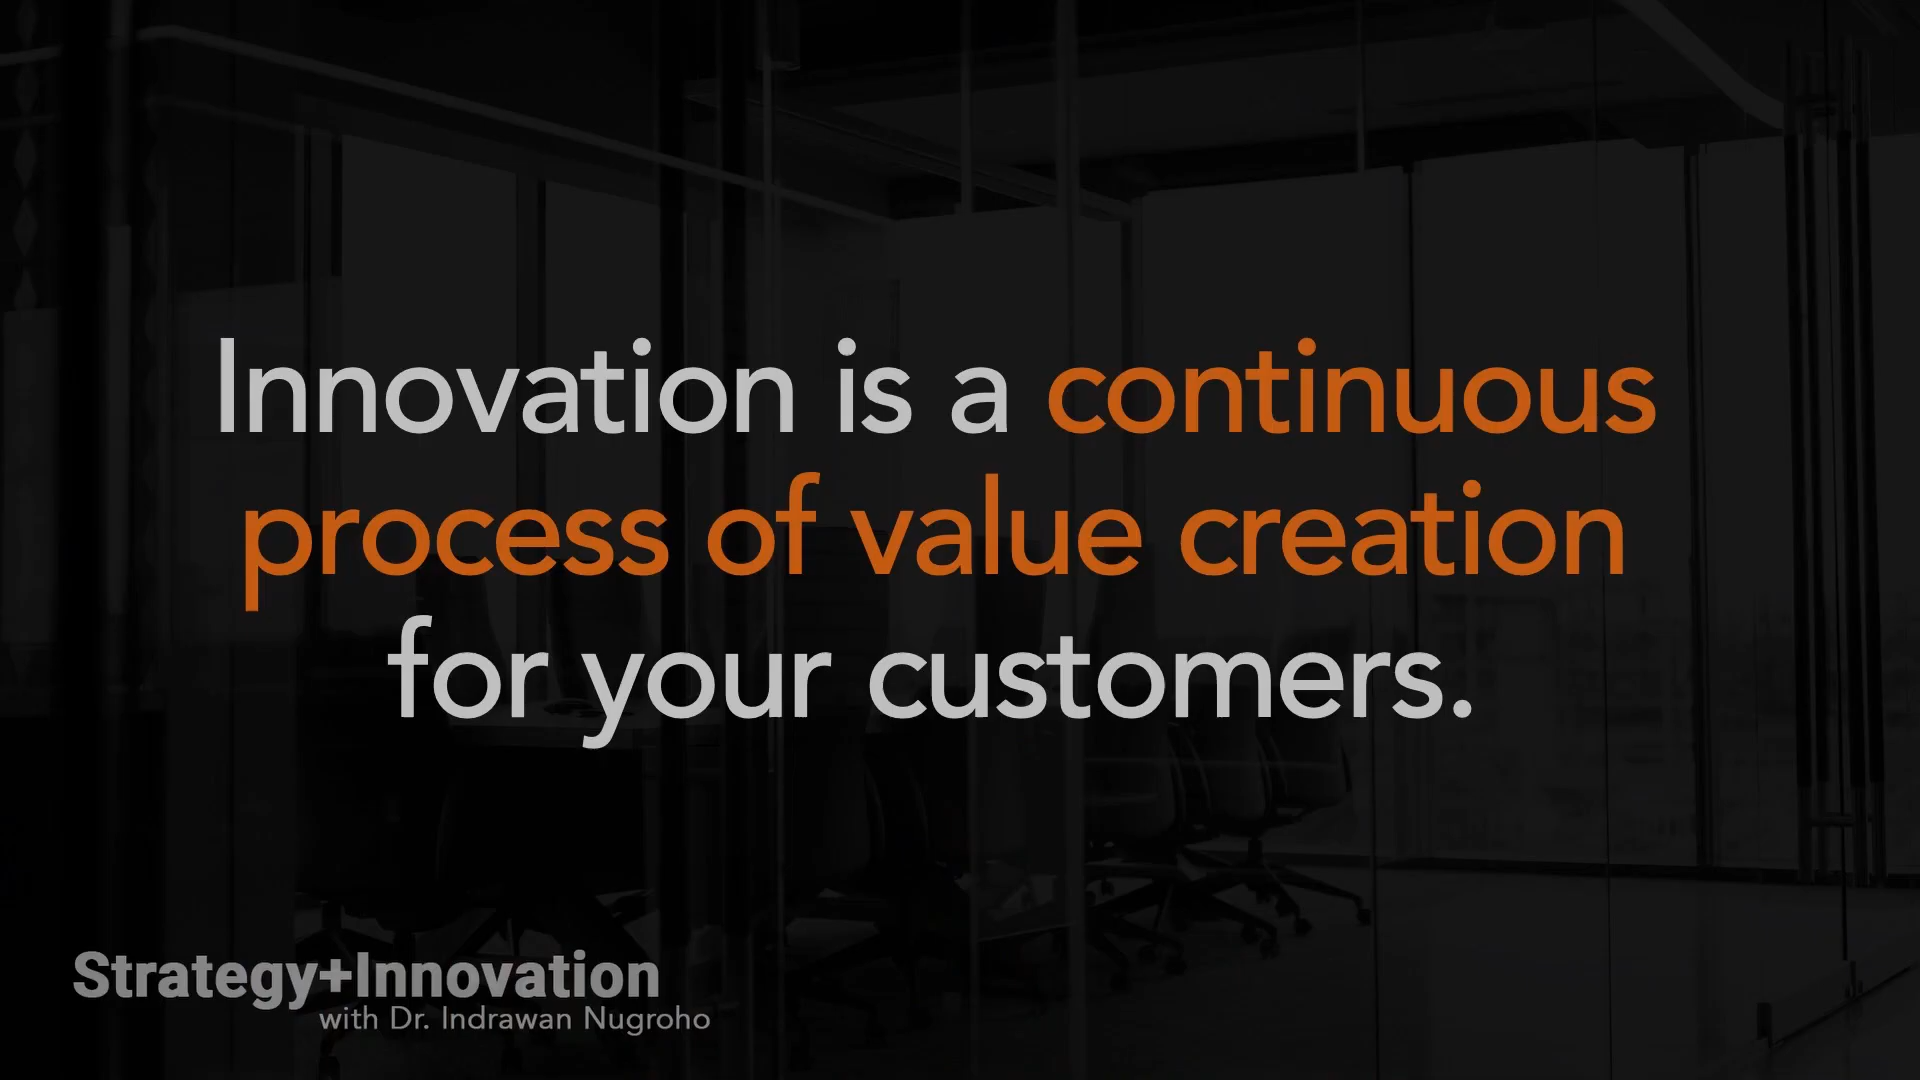 Innovation is a continuous
process of value creation
for your customers.
Strategy+Innovation
with Dr. Indrawan Nugroho